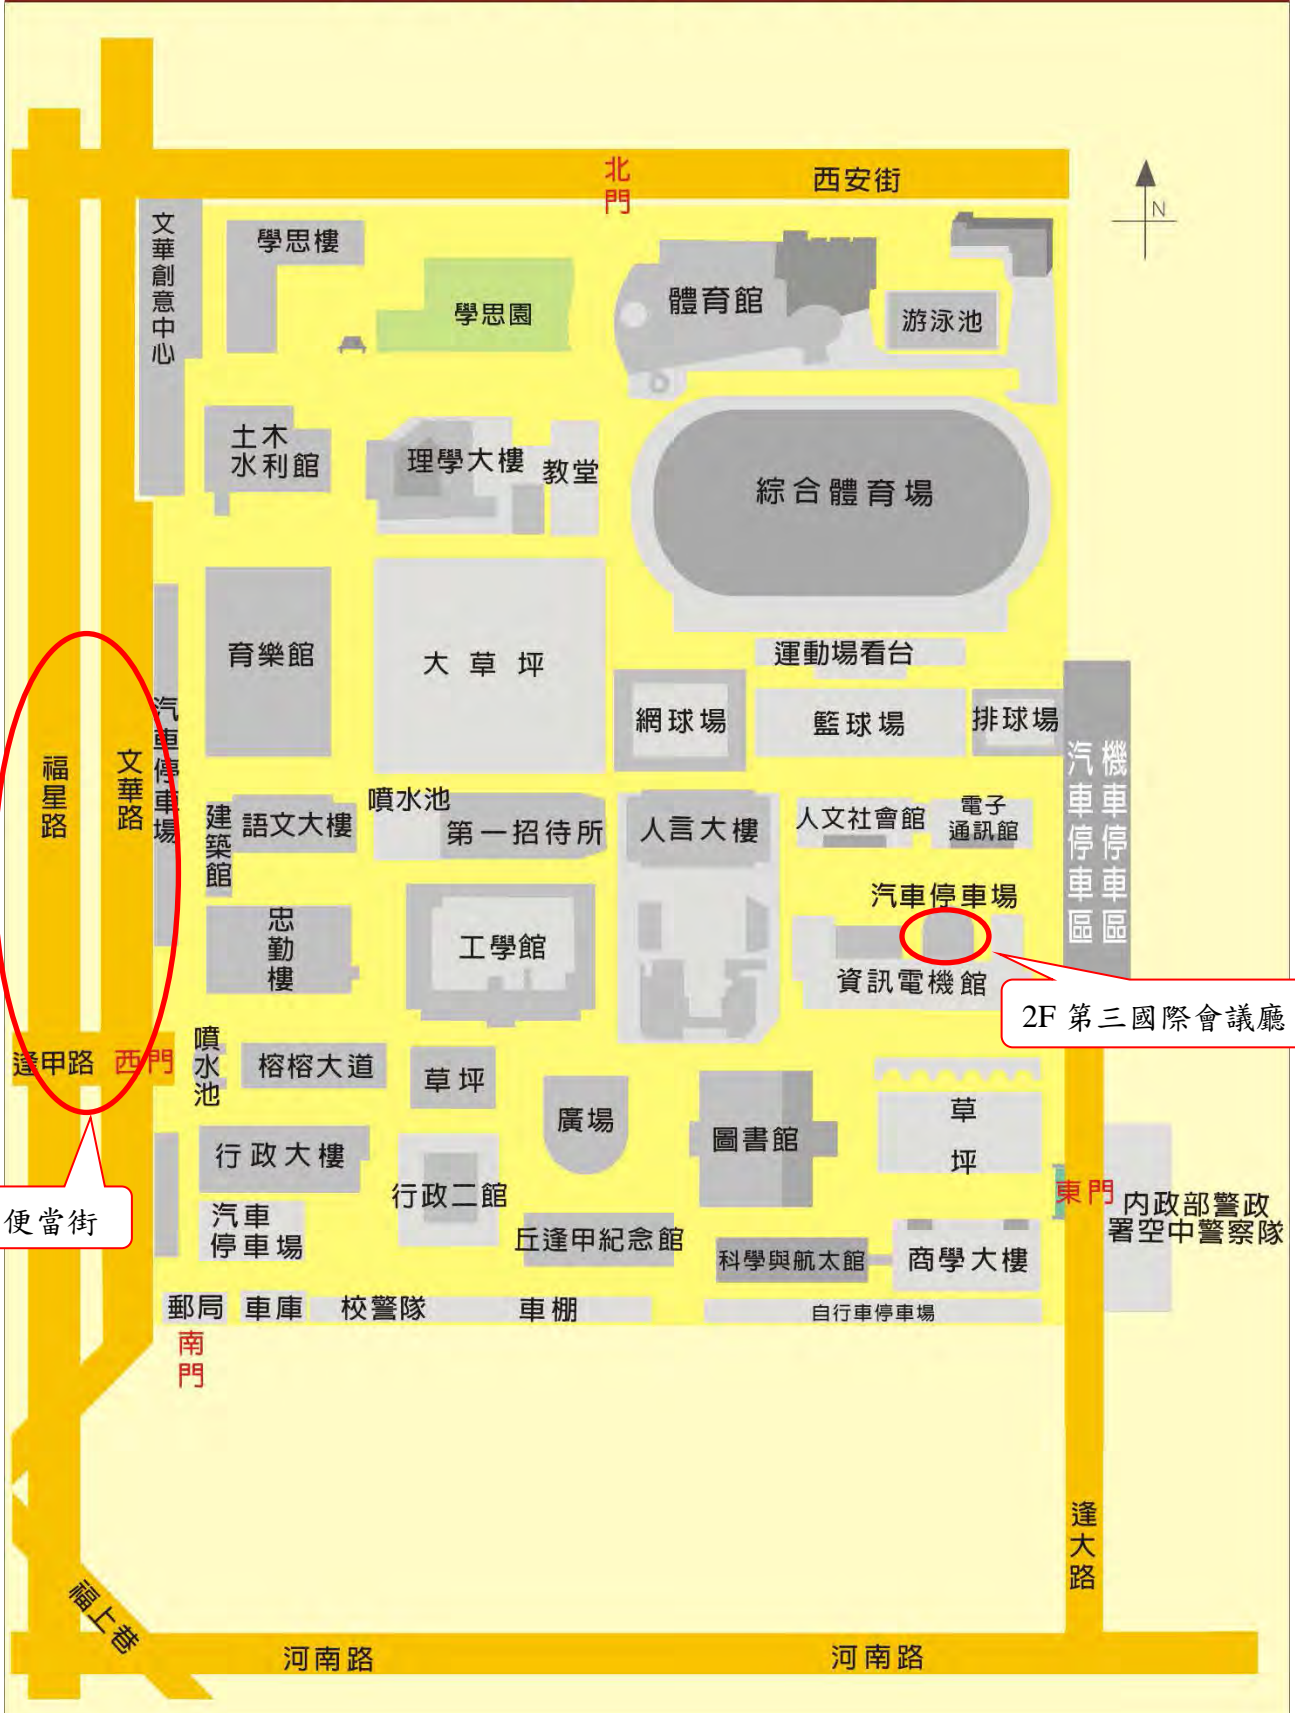 北門
西安街
N
文華創意中心
學思樓
學思園
體育館
游泳池
土木
水利館
理學大樓
教堂
綜合體育場
育樂館
大草坪
運動場看台
網球場
籃球場
排球場
汽車停車場
福星路
文華路
汽車停車區
機車停車區
建築館
語文大樓
噴水池
第一招待所
人言大樓
人文社會館
電子
通訊館
汽車停車場
忠勤樓
工學館
資訊電機館
2F 第三國際會議廳
逢甲路
西門
噴水池
榕榕大道
草坪
廣場
圖書館
草坪
行政大樓
行政二館
東門
內政部警政
署空中警察隊
便當街
汽車
停車場
丘逢甲紀念館
科學與航太館
商學大樓
郵局
車庫
校警隊
車棚
自行車停車場
南門
逢大路
福上巷
河南路
河南路